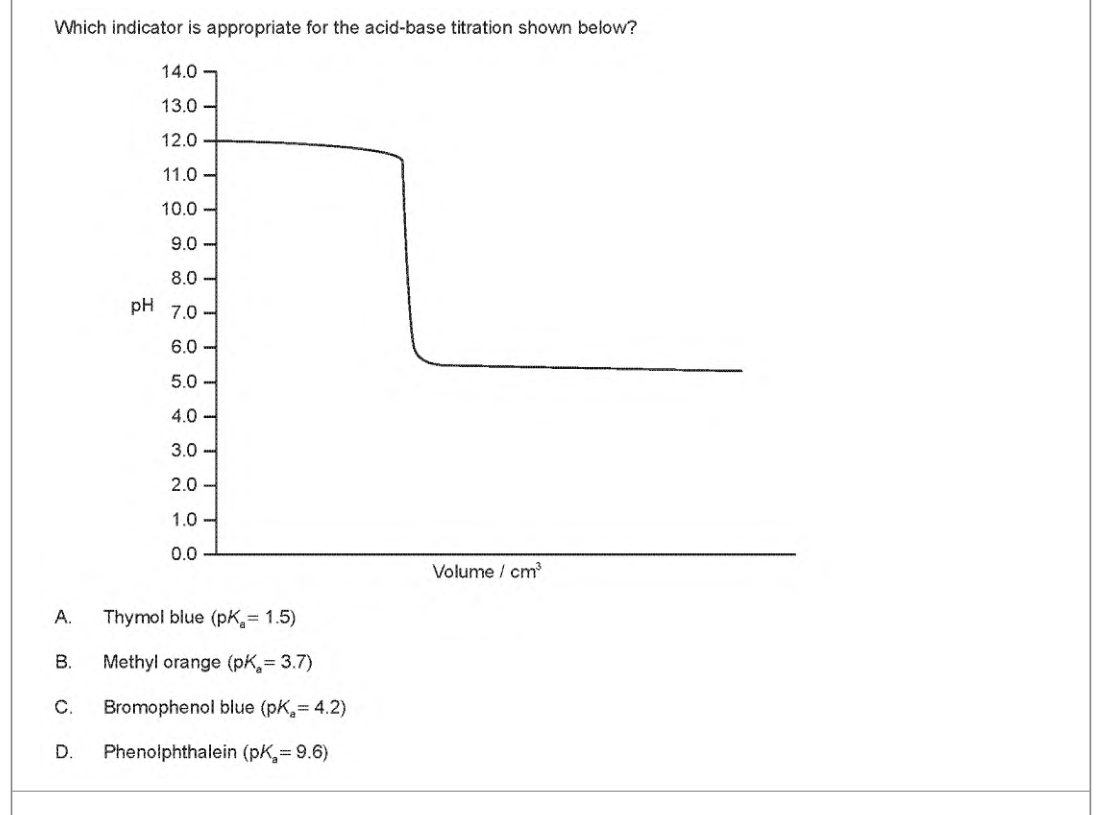 Which indicator is appropriate for the acid-base titration shown below?
14.0
13.0
12.0
11.0
10.0
9.0
8.0
pH 7.0
6.0
5.0
4.0
3.0
2.0
1.0
0.0
Volume / cm³
A. Thymol blue (pKₐ= 1.5)
B. Methyl orange (pKₐ= 3.7)
C. Bromophenol blue (pKₐ= 4.2)
D. Phenolphthalein (pKₐ= 9.6)